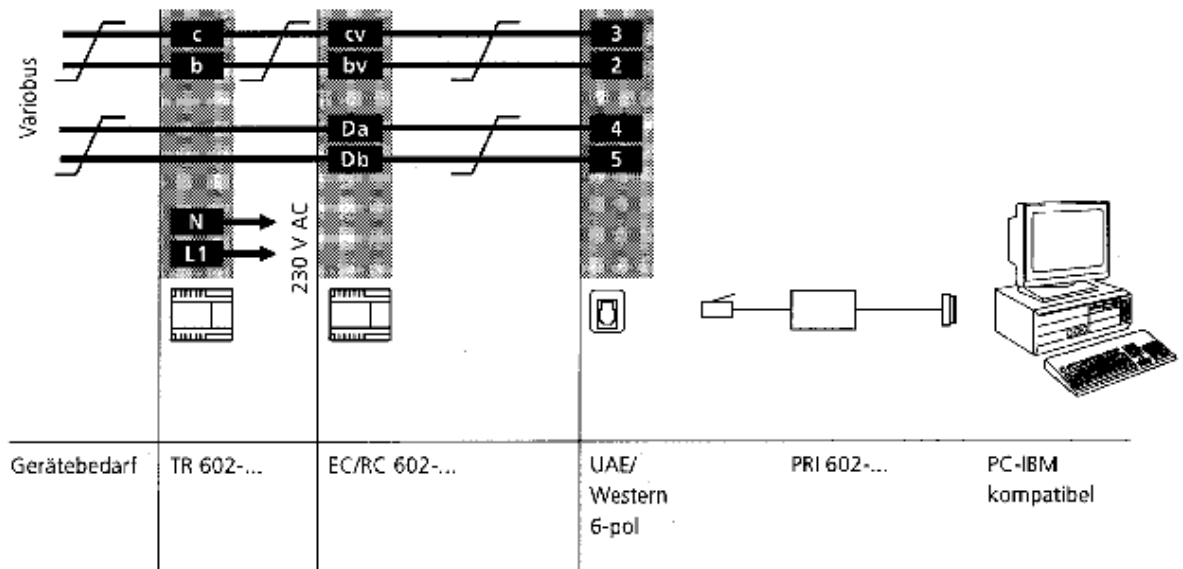 Variobus
c cv 3
b bv 2
Da 4
Db 5
N
L1
230 V AC
Gerätebedarf TR 602-... EC/RC 602-... UAE/ PRI 602-... PC-IBM
Western kompatibel
6-pol